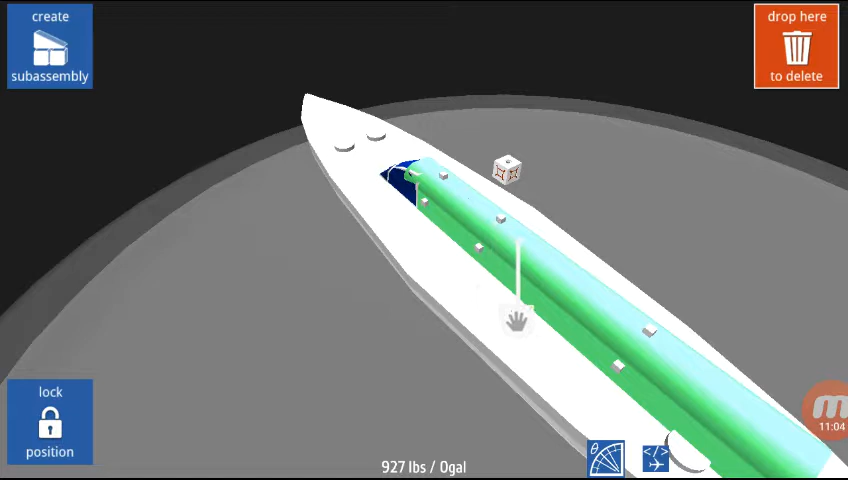 create
subassembly
drop here
to delete
lock
position
927 lbs / 0gal
11:04